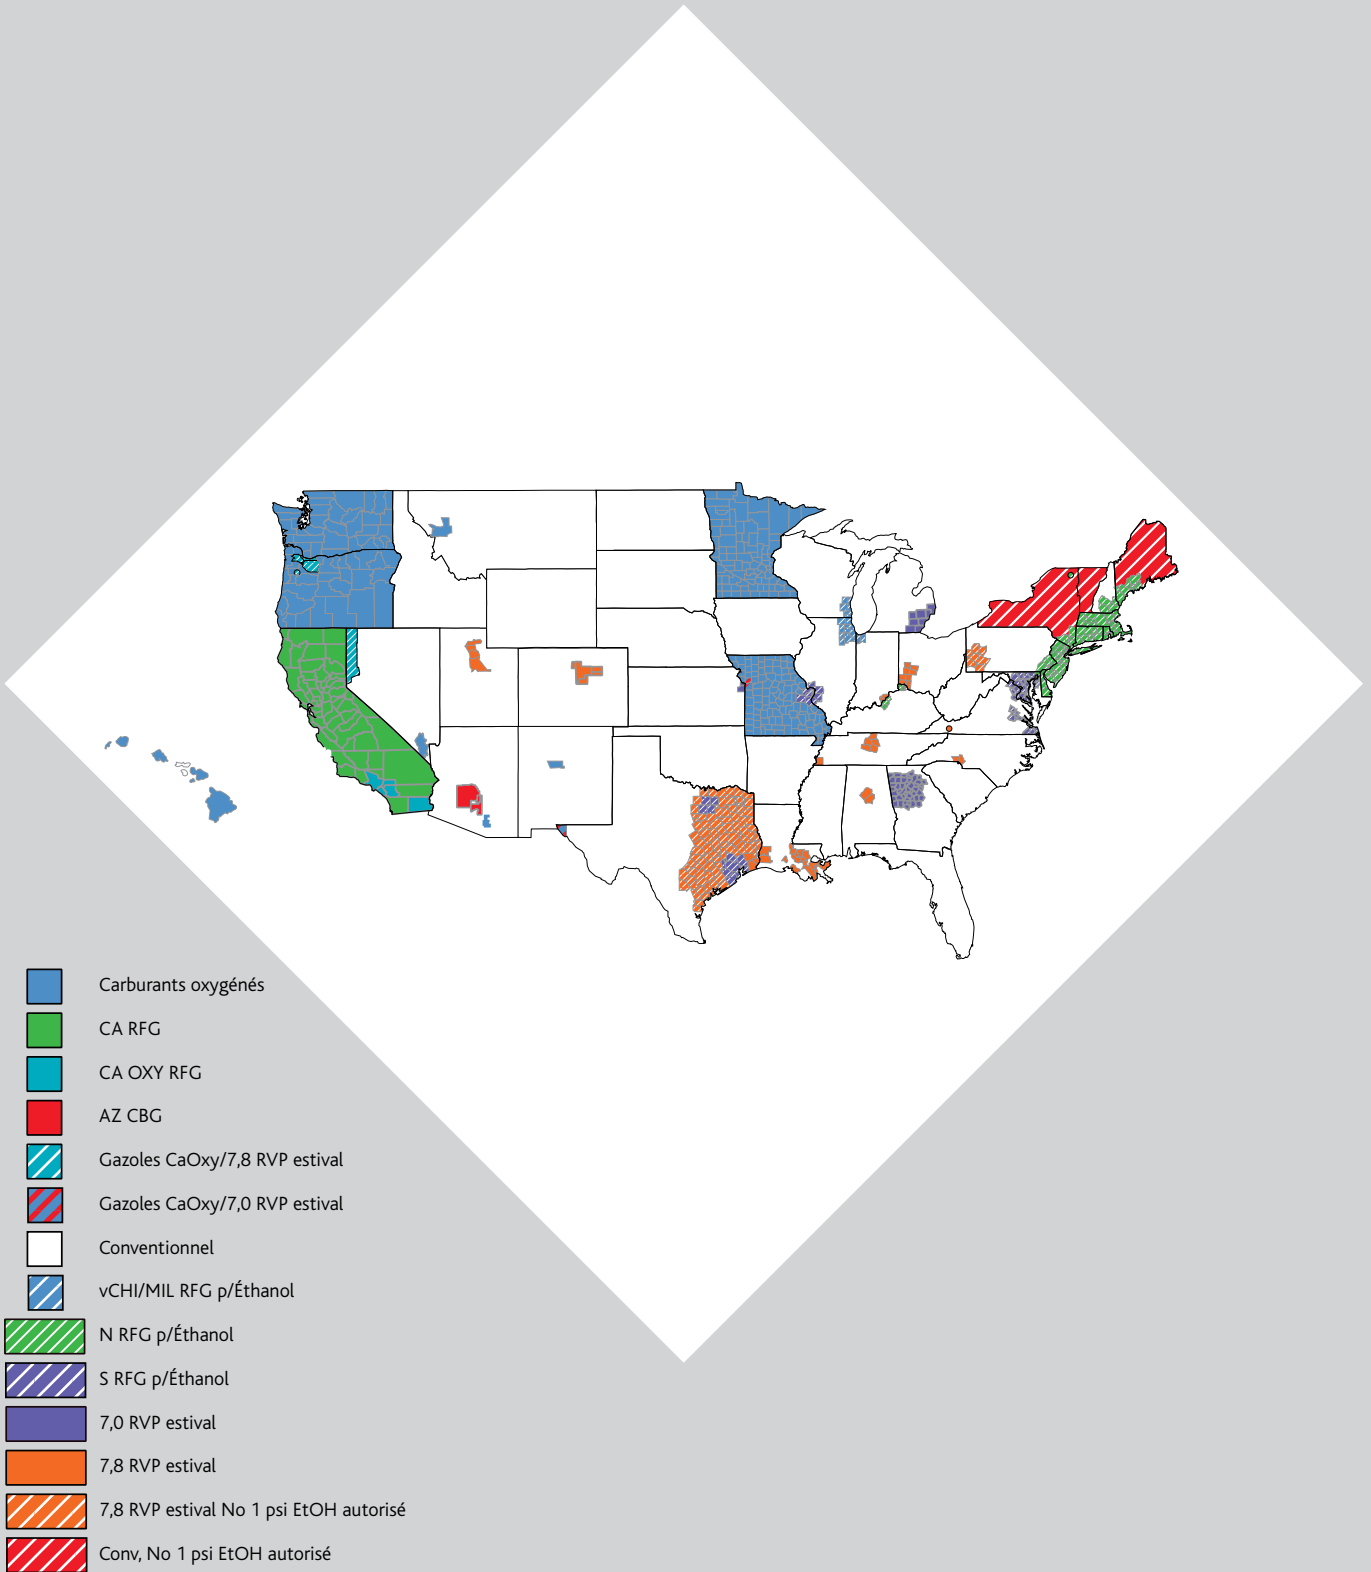 Carburants oxygénés
CA RFG
CA OXY RFG
AZ CBG
Gazoles CaOxy/7,8 RVP estival
Gazoles CaOxy/7,0 RVP estival
Conventionnel
vCHI/MIL RFG p/Éthanol
N RFG p/Éthanol
S RFG p/Éthanol
7,0 RVP estival
7,8 RVP estival
7,8 RVP estival No 1 psi EtOH autorisé
Conv, No 1 psi EtOH autorisé